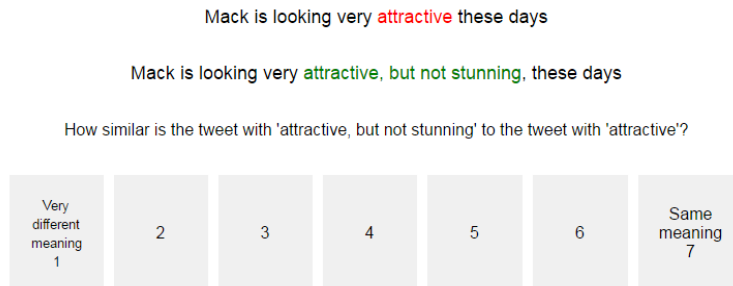 Mack is looking very attractive these days
Mack is looking very attractive, but not stunning, these days
How similar is the tweet with 'attractive, but not stunning' to the tweet with 'attractive'?
Very
different
meaning
1
2
3
4
5
6
Same
meaning
7